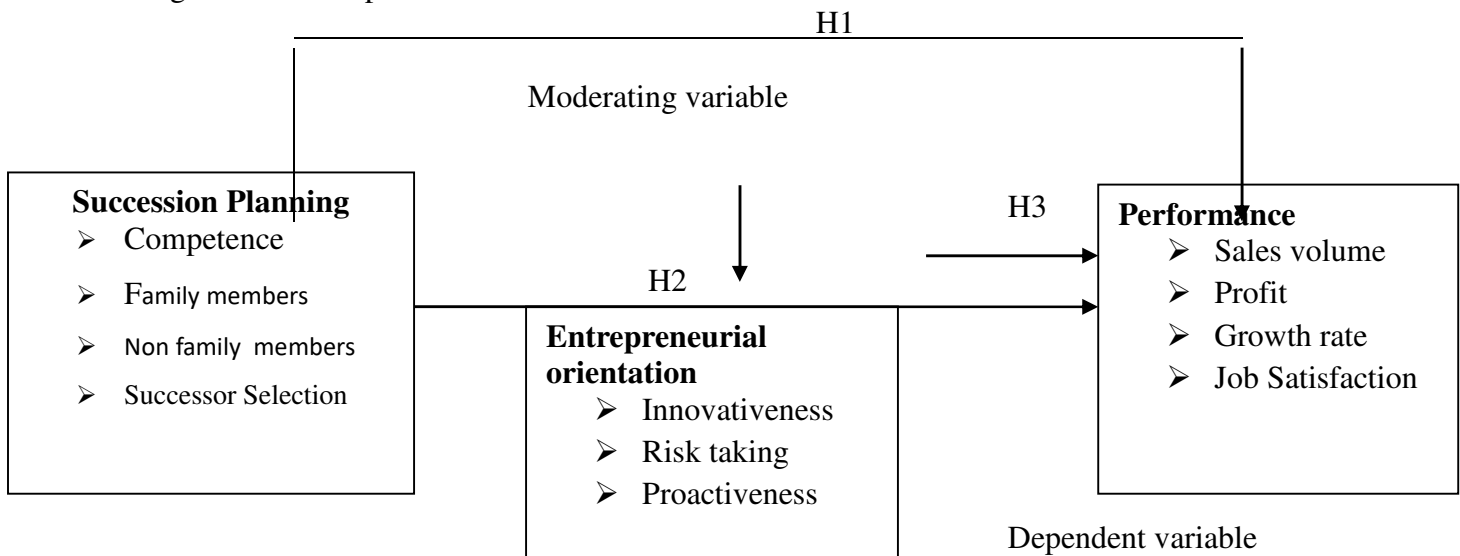 H1
Moderating variable
Succession Planning
➢ Competence
➢ Family members
➢ Non family members
➢ Successor Selection
H2
Entrepreneurial
orientation
➢ Innovativeness
➢ Risk taking
➢ Proactiveness
H3
Performance
➢ Sales volume
➢ Profit
➢ Growth rate
➢ Job Satisfaction
Dependent variable